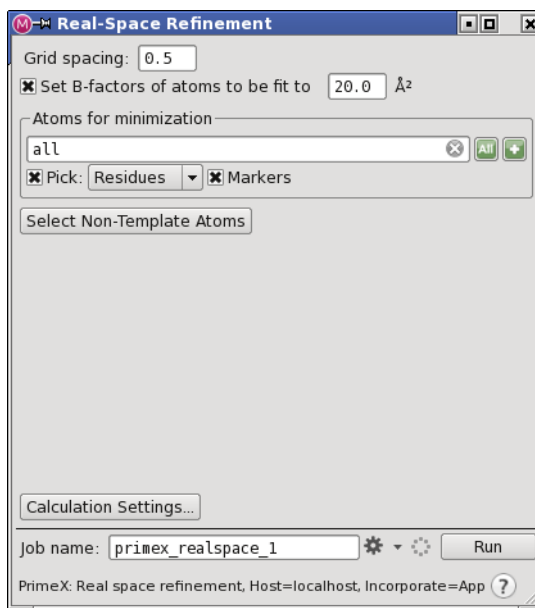 M Real-Space Refinement
Grid spacing: 0.5
Set B-factors of atoms to be fit to 20.0 Å²
Atoms for minimization
all All +
Pick: Residues Markers
Select Non-Template Atoms
Calculation Settings...
Job name: primex_realspace_1 Run
PrimeX: Real space refinement, Host=localhost, Incorporate=App ?